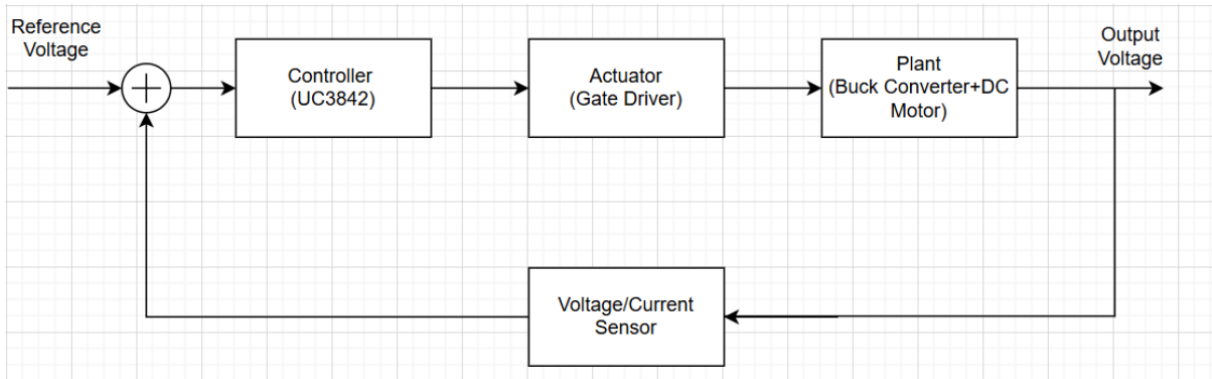 Reference
Voltage
Controller
(UC3842)
Actuator
(Gate Driver)
Plant
(Buck Converter+DC
Motor)
Output
Voltage
Voltage/Current
Sensor